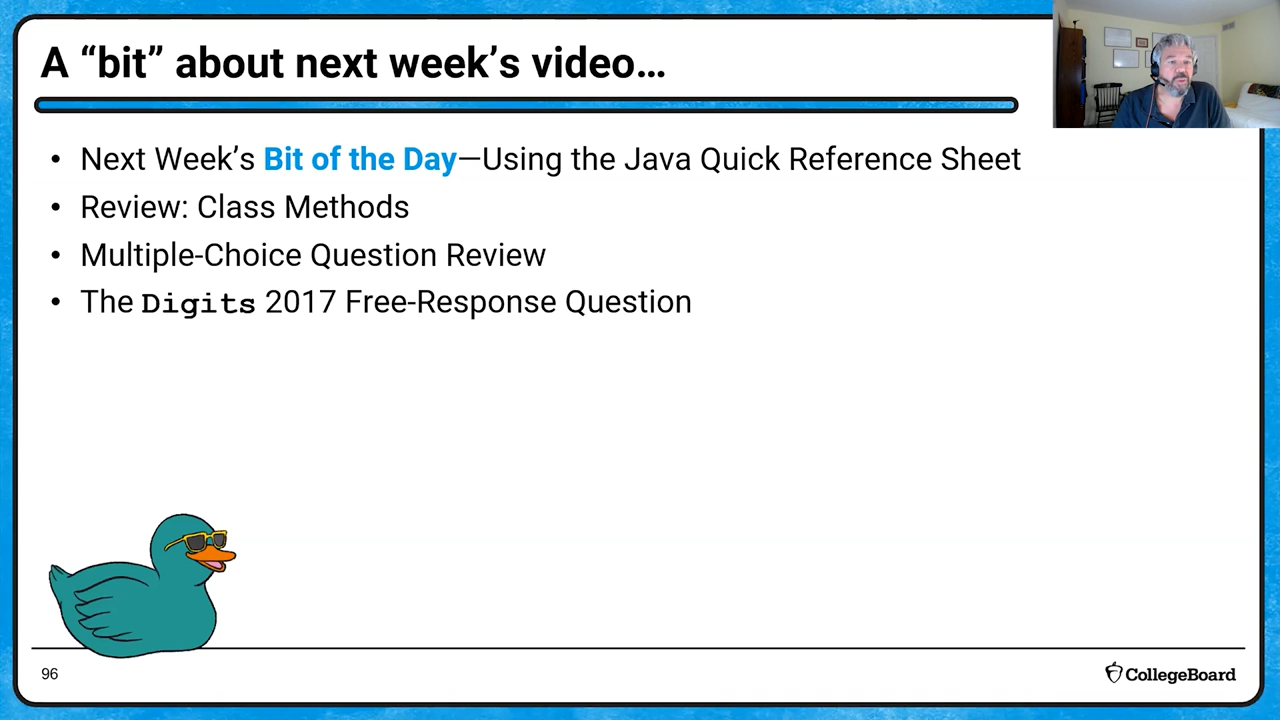 A “bit” about next week’s video…
• Next Week’s Bit of the Day—Using the Java Quick Reference Sheet
• Review: Class Methods
• Multiple-Choice Question Review
• The Digits 2017 Free-Response Question
96
CollegeBoard